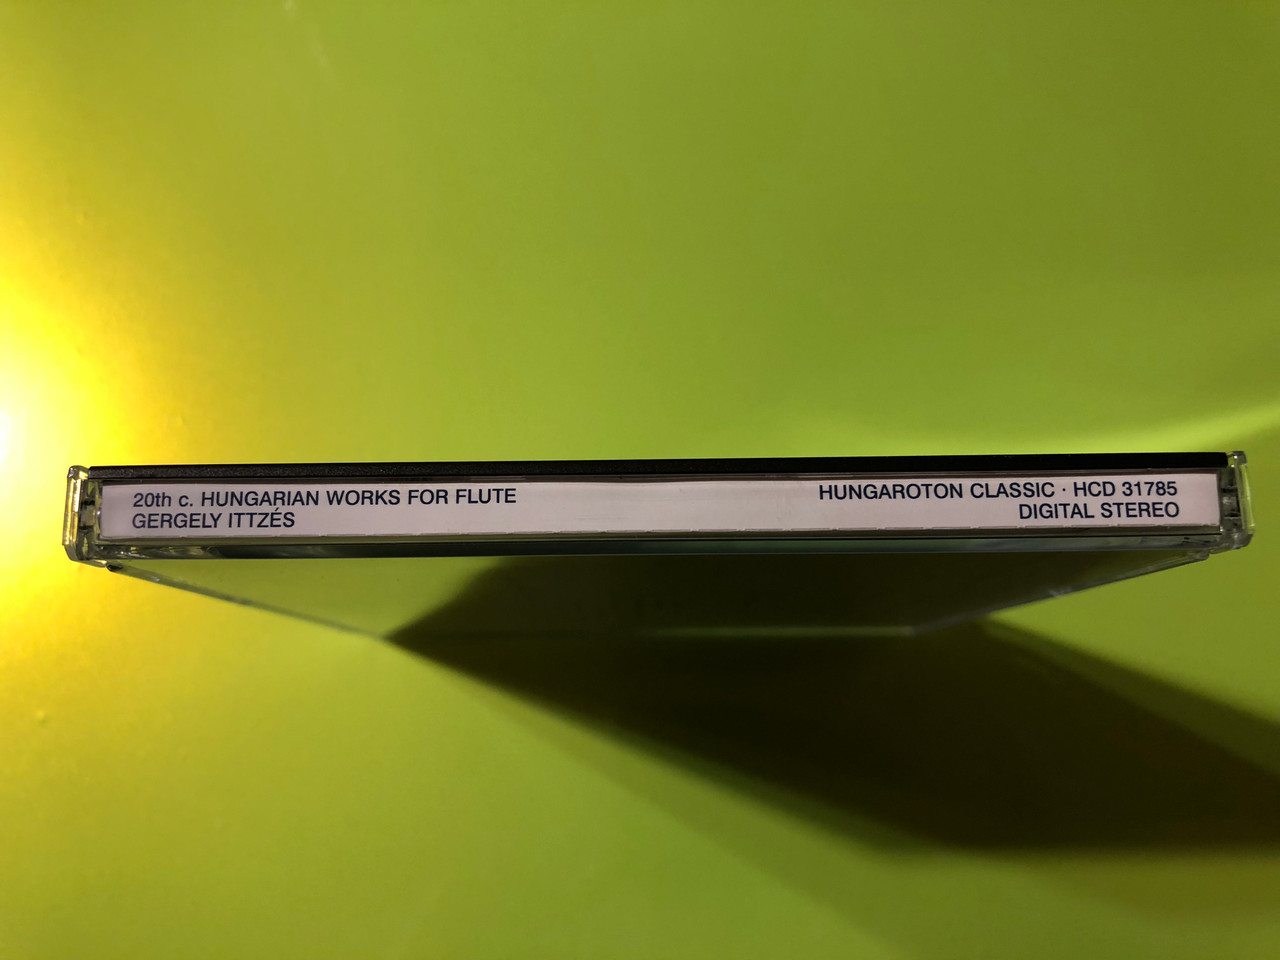 20th c. HUNGARIAN WORKS FOR FLUTE
GERGELY ITTZÉS
HUNGAROTON CLASSIC · HCD 31785
DIGITAL STEREO